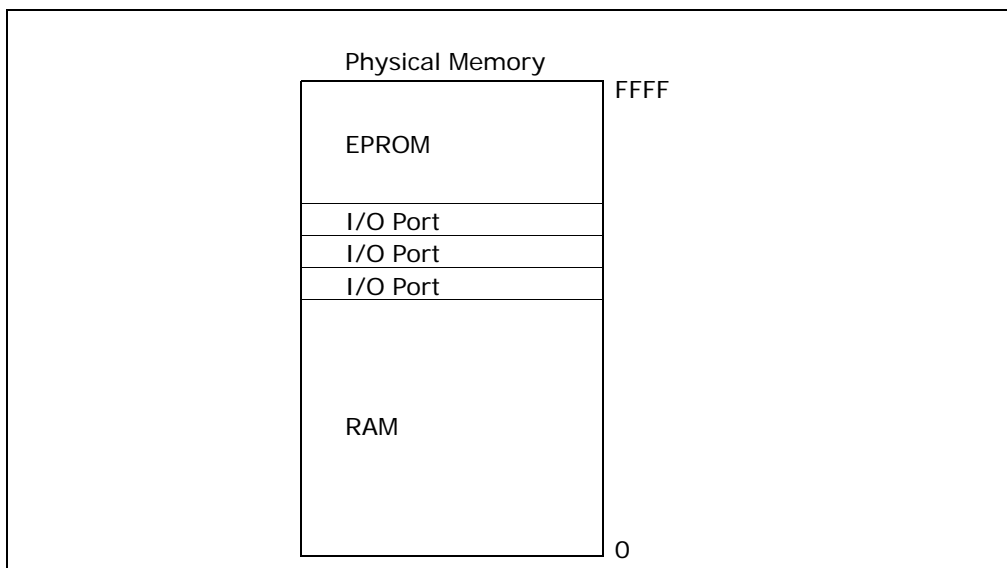 Physical Memory
FFFF
EPROM
I/O Port
I/O Port
I/O Port
RAM
0